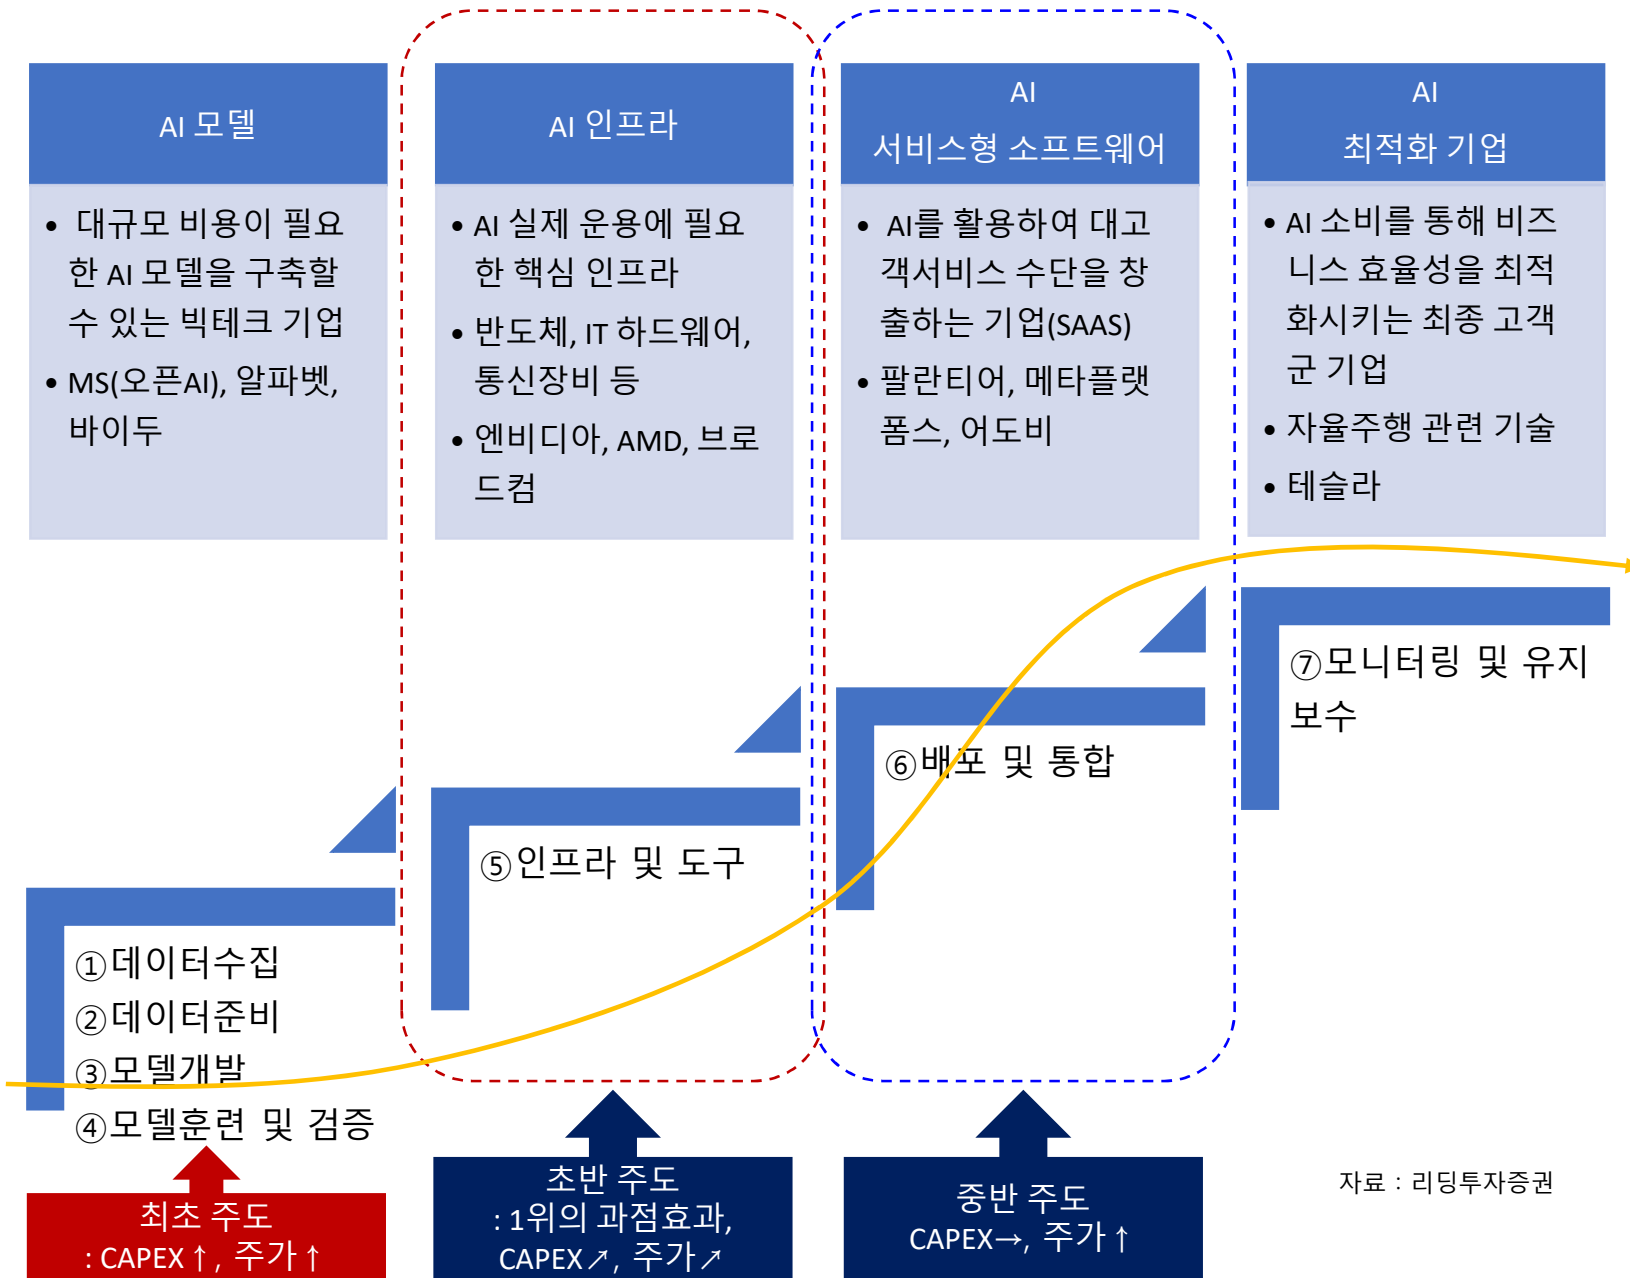 AI 모델
• 대규모 비용이 필요
한 AI 모델을 구축할
수 있는 빅테크 기업
• MS(오픈AI), 알파벳,
바이두
AI 인프라
• AI 실제 운용에 필요
한 핵심 인프라
• 반도체, IT 하드웨어,
통신장비 등
• 엔비디아, AMD, 브로
드컴
AI
서비스형 소프트웨어
• AI를 활용하여 대고
객서비스 수단을 창
출하는 기업(SAAS)
• 팔란티어, 메타플랫
폼스, 어도비
AI
최적화 기업
• AI 소비를 통해 비즈
니스 효율성을 최적
화시키는 최종 고객
군 기업
• 자율주행 관련 기술
• 테슬라
①데이터수집
②데이터준비
③모델개발
④모델훈련 및 검증
⑤인프라 및 도구
⑥배포 및 통합
⑦모니터링 및 유지
보수
최초 주도
: CAPEX↑, 주가↑
초반 주도
: 1위의 과점효과,
CAPEX↗, 주가↗
중반 주도
CAPEX→, 주가↑
자료 : 리딩투자증권